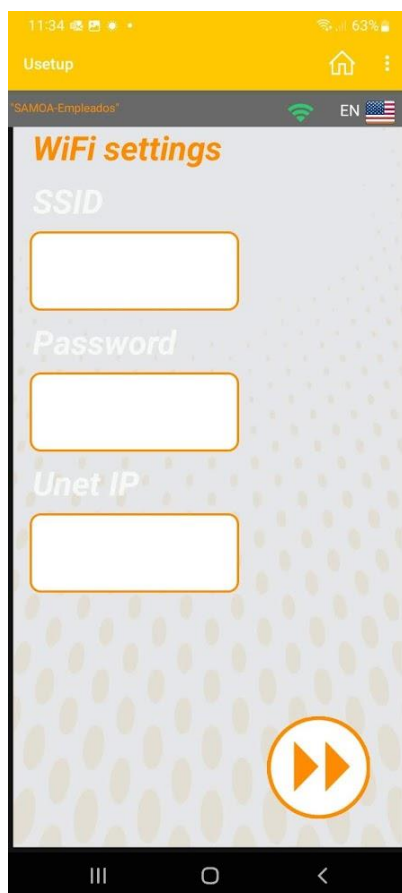 11:34 63%
Usetup
"SAMOA-Empleados" EN
WiFi settings
SSID
Password
Unet IP